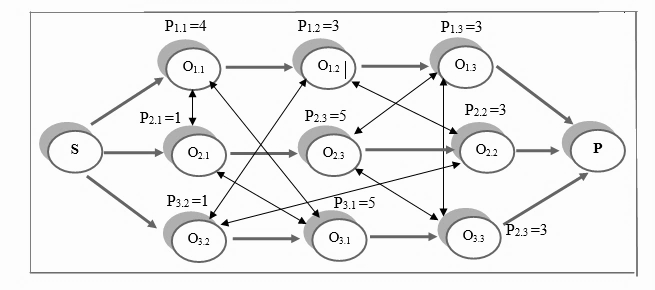 P1.1=4 P1.2=3 P1.3=3
O1.1 O1.2 O1.3
P2.1=1 P2.3=5 P2.2=3
S O2.1 O2.3 O2.2 P
P3.2=1 P3.1=5
O3.2 O3.1 O3.3 P2.3=3